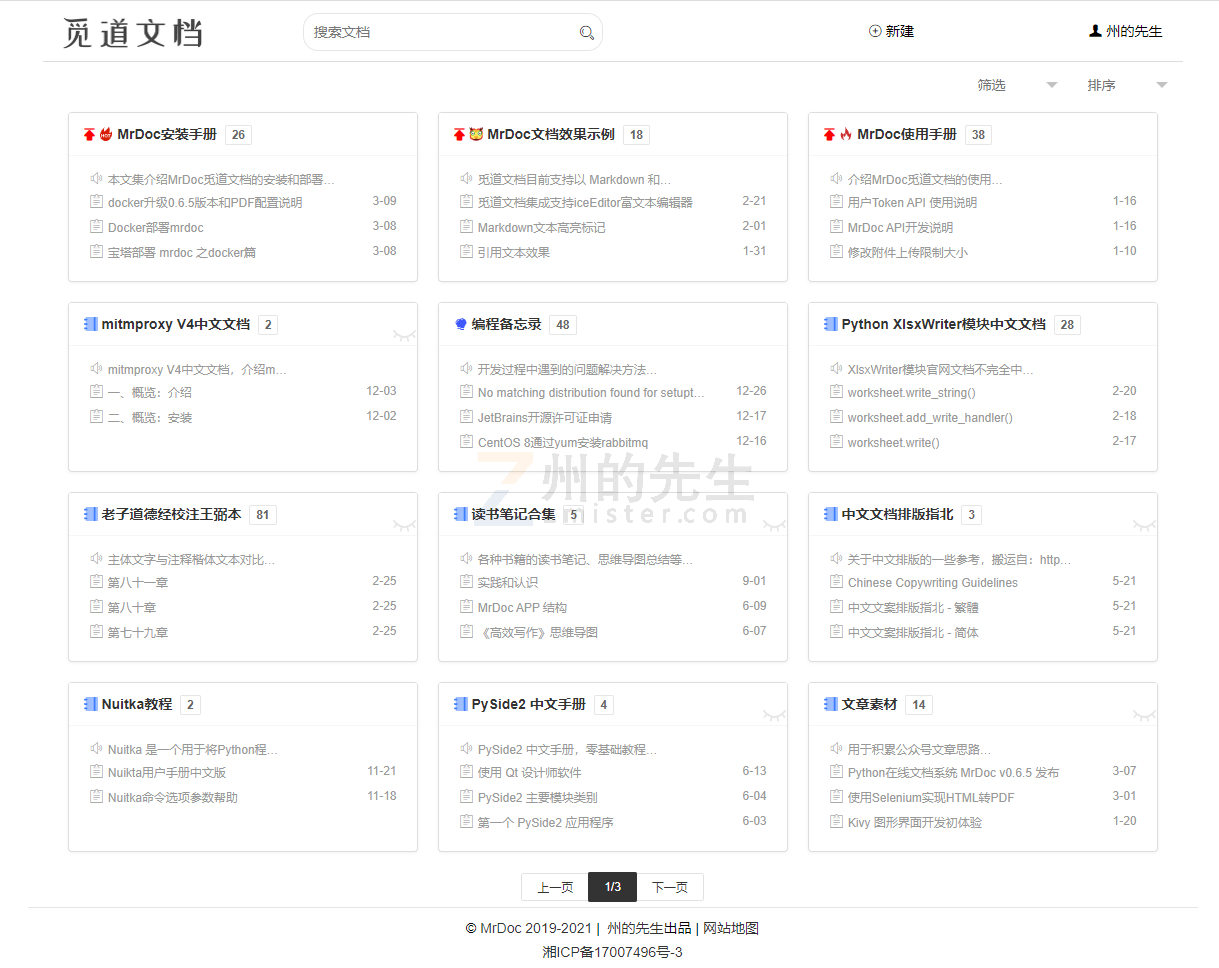 觅道文档
搜索文档
新建
州的先生
筛选
排序
MrDoc安装手册 26
本文集介绍MrDoc觅道文档的安装和部署...
docker升级0.6.5版本和PDF配置说明 3-09
Docker部署mrdoc 3-08
宝塔部署 mrdoc 之docker篇 3-08
MrDoc文档效果示例 18
觅道文档目前支持以 Markdown 和...
觅道文档集成支持iceEditor富文本编辑器 2-21
Markdown文本高亮标记 2-01
引用文本效果 1-31
MrDoc使用手册 38
介绍MrDoc觅道文档的使用...
用户Token API 使用说明 1-16
MrDoc API开发说明 1-16
修改附件上传限制大小 1-10
mitmproxy V4中文文档 2
mitmproxy V4中文文档，介绍m...
一、概览：介绍 12-03
二、概览：安装 12-02
编程备忘录 48
开发过程中遇到的问题解决方法...
No matching distribution found for setupt... 12-26
JetBrains开源许可证申请 12-17
CentOS 8通过yum安装rabbitmq 12-16
Python XlsxWriter模块中文文档 28
XlsxWriter模块官网文档不完全中...
worksheet.write_string() 2-20
worksheet.add_write_handler() 2-18
worksheet.write() 2-17
州的先生
zmister.com
老子道德经校注王弼本 81
主体文字与注释楷体文本对比...
第八十一章 2-25
第八十章 2-25
第七十九章 2-25
读书笔记合集 5
各种书籍的读书笔记、思维导图总结等...
实践和认识 9-01
MrDoc APP 结构 6-09
《高效写作》思维导图 6-07
中文文档排版指北 3
关于中文排版的一些参考，搬运自：http...
Chinese Copywriting Guidelines 5-21
中文文案排版指北 - 繁體 5-21
中文文案排版指北 - 简体 5-21
Nuitka教程 2
Nuitka 是一个用于将Python程...
Nuikta用户手册中文版 11-21
Nuitka命令选项参数帮助 11-18
PySide2 中文手册 4
PySide2 中文手册，零基础教程...
使用 Qt 设计师软件 6-13
PySide2 主要模块类别 6-04
第一个 PySide2 应用程序 6-03
文章素材 14
用于积累公众号文章思路...
Python在线文档系统 MrDoc v0.6.5 发布 3-07
使用Selenium实现HTML转PDF 3-01
Kivy 图形界面开发初体验 1-20
上一页 1/3 下一页
© MrDoc 2019-2021 | 州的先生出品 | 网站地图
湘ICP备17007496号-3